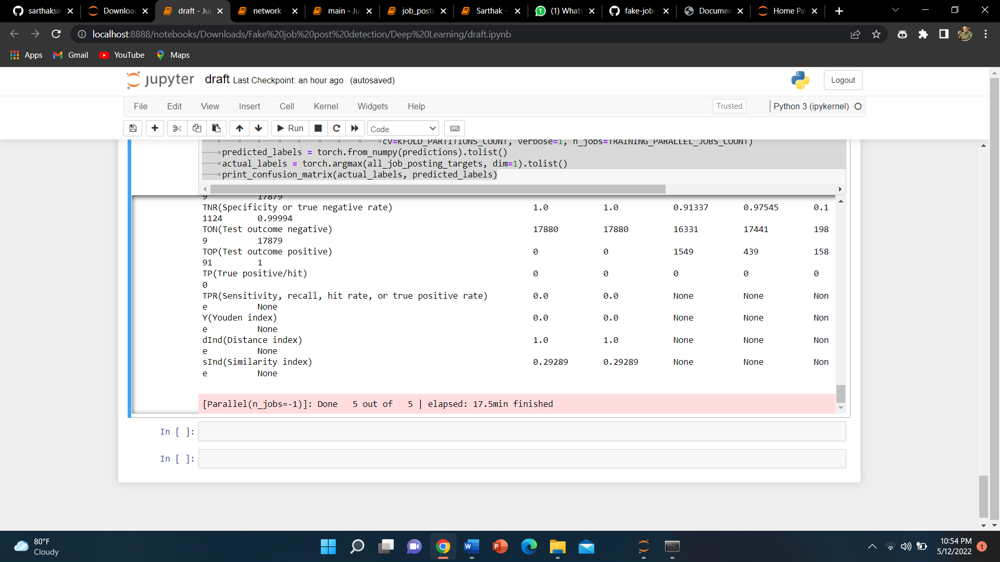 sarthaksin
Downloac
draft - Jup
network -
main - Ju
job_posti
Sarthak -
(1) Whats
fake-job-
Documen
Home Pa
localhost:8888/notebooks/Downloads/Fake%20job%20post%20detection/Deep%20Learning/draft.ipynb
Apps
Gmail
YouTube
Maps
jupyter draft Last Checkpoint: an hour ago (autosaved)
Logout
File Edit View Insert Cell Kernel Widgets Help
Trusted
Python 3 (ipykernel)
Run
Code
cv=KFOLD_PARTITIONS_COUNT, verbose=1, n_jobs=TRAINING_PARALLEL_JOBS_COUNT)
predicted_labels = torch.from_numpy(predictions).tolist()
actual_labels = torch.argmax(all_job_posting_targets, dim=1).tolist()
print_confusion_matrix(actual_labels, predicted_labels)
9 17879
TNR(Specificity or true negative rate) 1.0 1.0 0.91337 0.97545 0.1
1124 0.99994
TON(Test outcome negative) 17880 17880 16331 17441 198
9 17879
TOP(Test outcome positive) 0 0 1549 439 158
91 1
TP(True positive/hit) 0 0 0 0 0
0
TPR(Sensitivity, recall, hit rate, or true positive rate) 0.0 0.0 None None Non
e None
Y(Youden index) 0.0 0.0 None None Non
e None
dInd(Distance index) 1.0 1.0 None None Non
e None
sInd(Similarity index) 0.29289 0.29289 None None Non
e None
[Parallel(n_jobs=-1)]: Done 5 out of 5 | elapsed: 17.5min finished
In [ ]:
In [ ]:
80°F
Cloudy
10:54 PM
5/12/2022
1